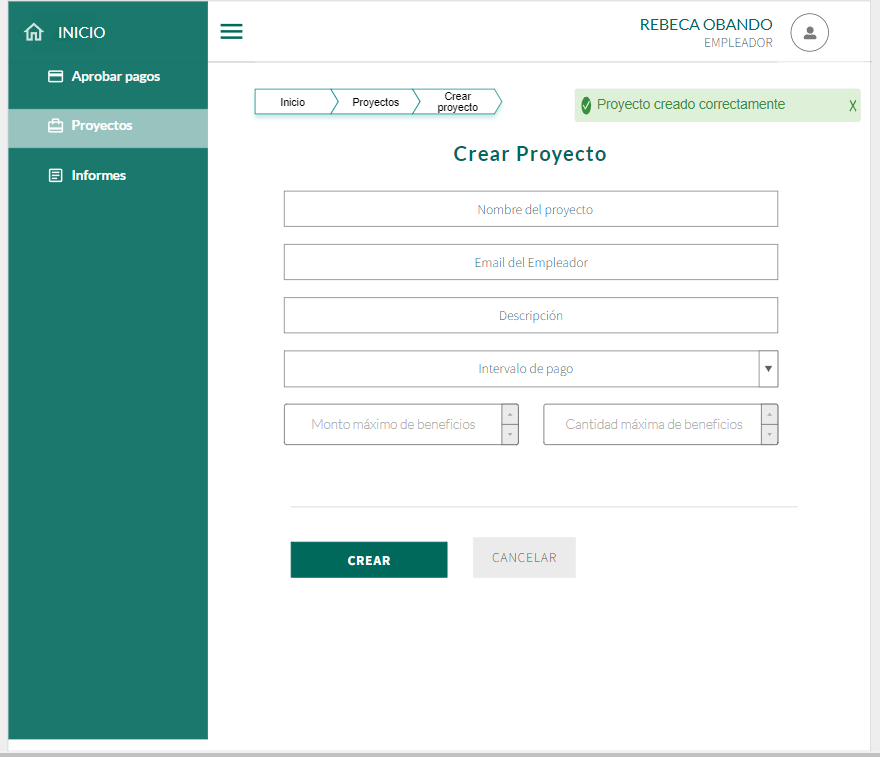 INICIO
Aprobar pagos
Proyectos
Informes
REBECA OBANDO
EMPLEADOR
Inicio
Proyectos
Crear
proyecto
Proyecto creado correctamente
X
Crear Proyecto
Nombre del proyecto
Email del Empleador
Descripción
Intervalo de pago
Monto máximo de beneficios
Cantidad máxima de beneficios
CREAR
CANCELAR